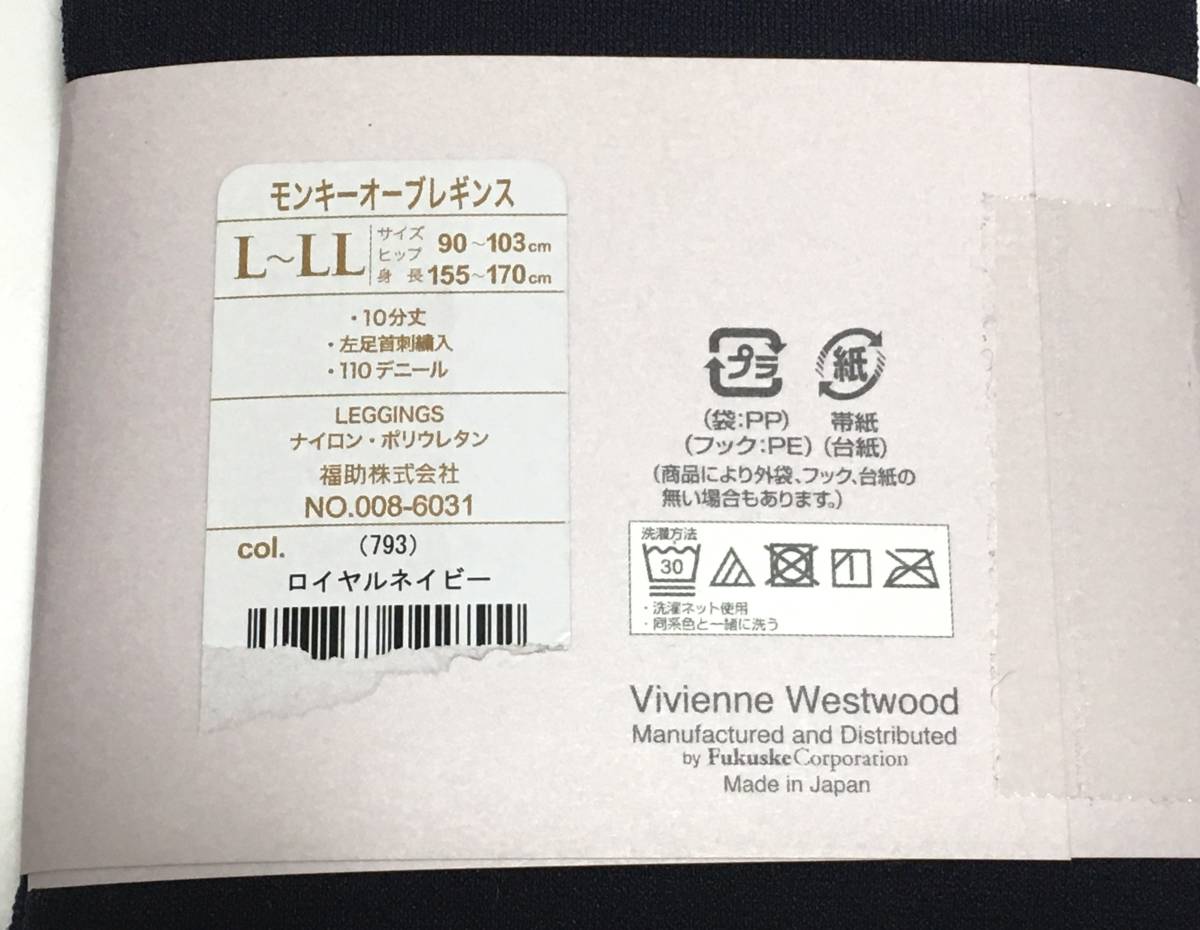 モンキーオーブレギンス
L～LL
サイズ
ヒップ 90～103cm
身長 155～170cm
・10分丈
・左足首刺繍入
・110デニール
LEGGINGS
ナイロン・ポリウレタン
福助株式会社
NO.008-6031
col. (793)
ロイヤルネイビー
プラ 紙
(袋:PP) 帯紙
(フック:PE) (台紙)
(商品により外袋、フック、台紙の
無い場合もあります。)
洗濯方法
30
・洗濯ネット使用
・同系色と一緒に洗う
Vivienne Westwood
Manufactured and Distributed
by Fukuske Corporation
Made in Japan